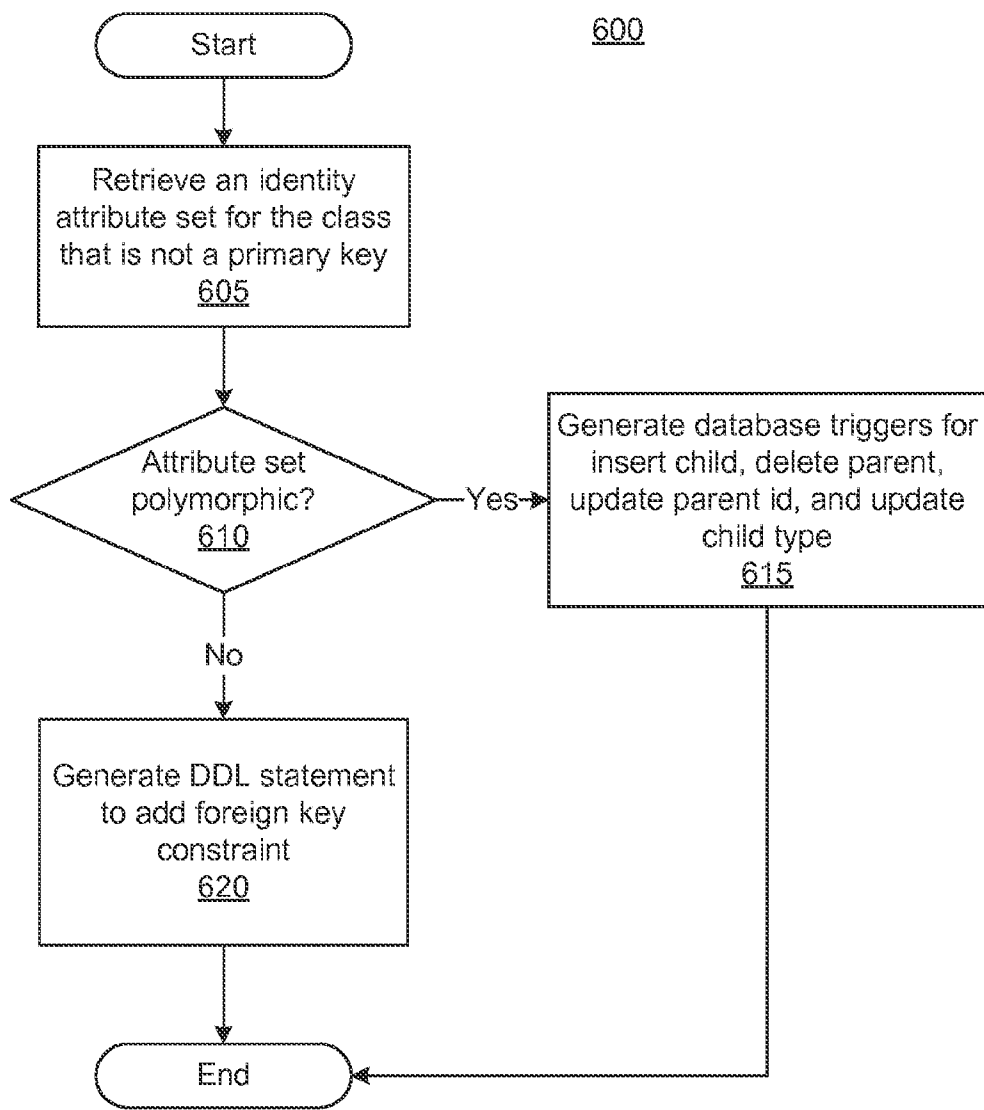 600
Start
Retrieve an identity
attribute set for the class
that is not a primary key
605
Attribute set
polymorphic?
610
Yes
Generate database triggers for
insert child, delete parent,
update parent id, and update
child type
615
No
Generate DDL statement
to add foreign key
constraint
620
End